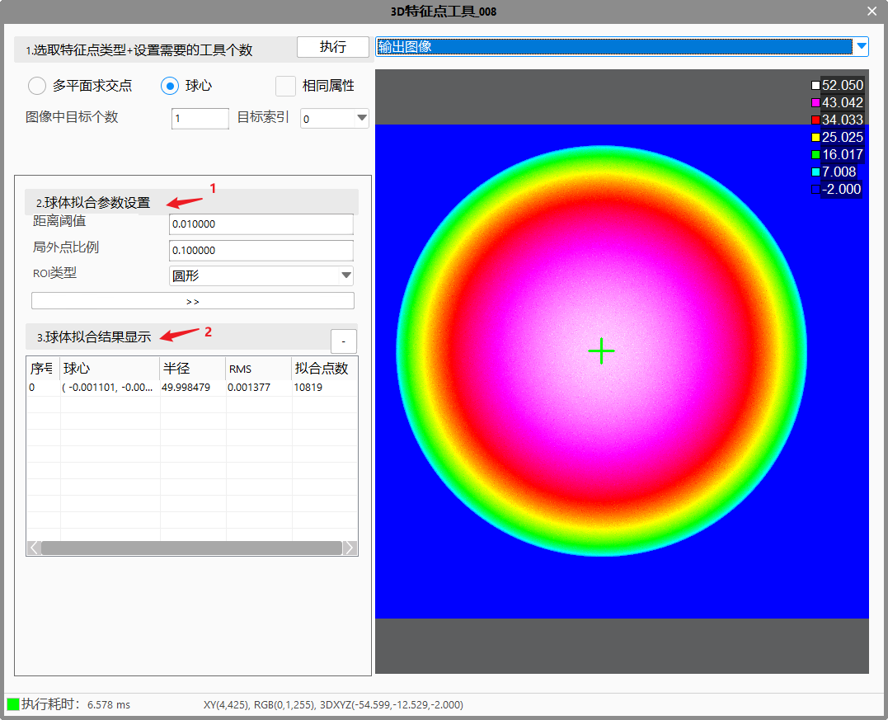 3D特征点工具_008
1.选取特征点类型+设置需要的工具个数
执行
输出图像
多平面求交点
球心
相同属性
图像中目标个数
1
目标索引
0
52.050
43.042
34.033
25.025
16.017
7.008
-2.000
2.球体拟合参数设置
1
距离阈值
0.010000
局外点比例
0.100000
ROI类型
圆形
>>
3.球体拟合结果显示
2
-
序号 球心 半径 RMS 拟合点数
0 ( -0.001101, -0.00... 49.998479 0.001377 10819
执行耗时: 6.578 ms
XY(4,425), RGB(0,1,255), 3DXYZ(-54.599,-12.529,-2.000)